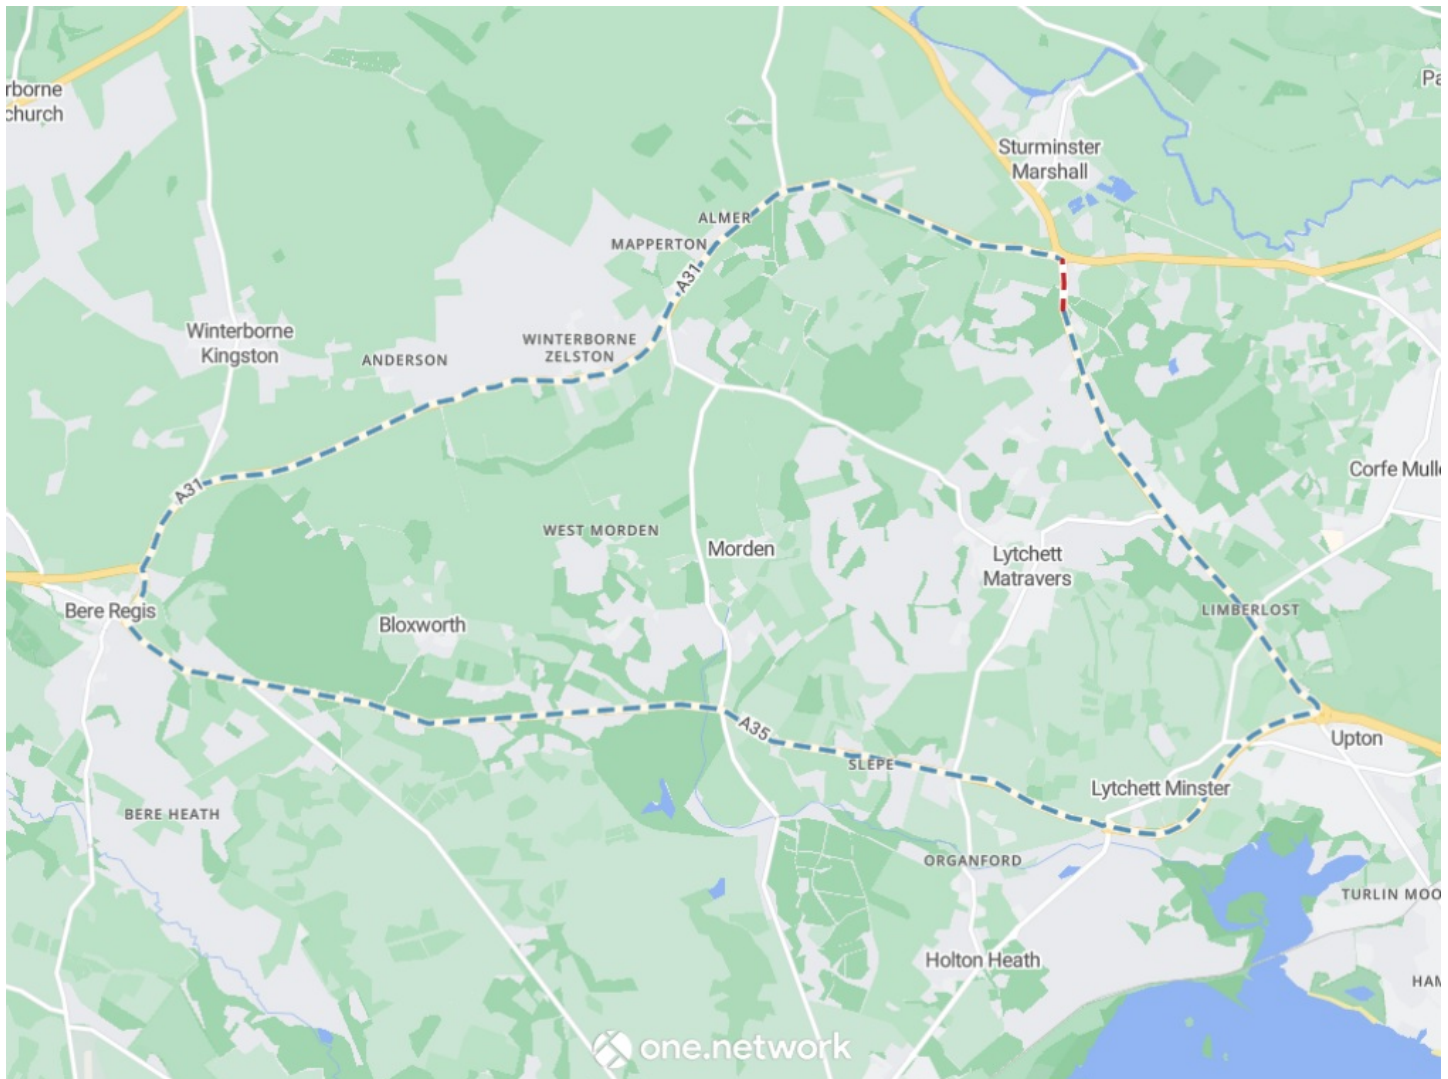 rborne
church
Pa
Sturminster
Marshall
ALMER
MAPPERTON
A31
Winterborne
Kingston
WINTERBORNE
ZELSTON
ANDERSON
A31
Corfe Mulle
WEST MORDEN
Morden
Lytchett
Matravers
Bere Regis
LIMBERLOST
Bloxworth
A35
Upton
SLEPE
Lytchett Minster
BERE HEATH
ORGANFORD
TURLIN MOO
Holton Heath
HAM
one.network